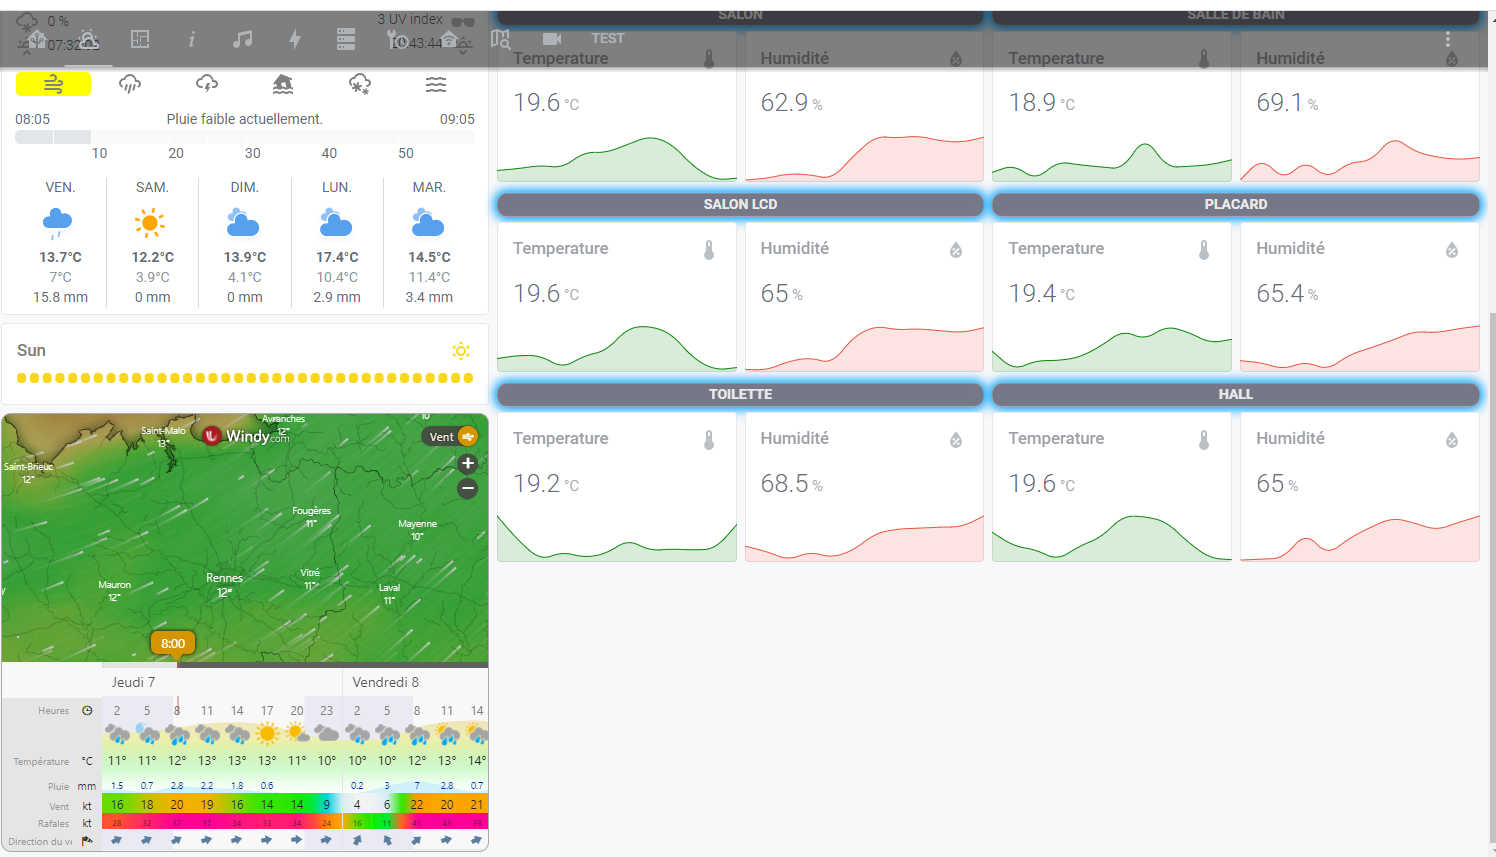 0 %
3 UV index
07:32
43:44
TEST
08:05
Pluie faible actuellement.
09:05
10 20 30 40 50
VEN. SAM. DIM. LUN. MAR.
13.7°C 12.2°C 13.9°C 17.4°C 14.5°C
7°C 3.9°C 4.1°C 10.4°C 11.4°C
15.8 mm 0 mm 0 mm 2.9 mm 3.4 mm
Sun
Avranches
12°
10°
Saint-Malo
13°
Windy.com
Vent
Saint-Brieuc
12°
Fougères
11°
Mayenne
10°
Mauron
12°
Rennes
12°
Vitré
11°
Laval
11°
8:00
Jeudi 7 Vendredi 8
Heures 2 5 8 11 14 17 20 23 2 5 8 11 14
Température °C 11° 11° 12° 13° 13° 13° 11° 10° 10° 10° 12° 13° 14°
Pluie mm 1.5 0.7 2.8 2.2 1.8 0.6 0.2 3 7 2.8 0.7
Vent kt 16 18 20 19 16 14 14 9 4 6 22 20 21
Rafales kt 28 32 37 37 34 33 34 24 16 11 41 43 39
Direction du ve
SALON
Temperature
19.6 °C
Humidité
62.9 %
SALLE DE BAIN
Temperature
18.9 °C
Humidité
69.1 %
SALON LCD
Temperature
19.6 °C
Humidité
65 %
PLACARD
Temperature
19.4 °C
Humidité
65.4 %
TOILETTE
Temperature
19.2 °C
Humidité
68.5 %
HALL
Temperature
19.6 °C
Humidité
65 %